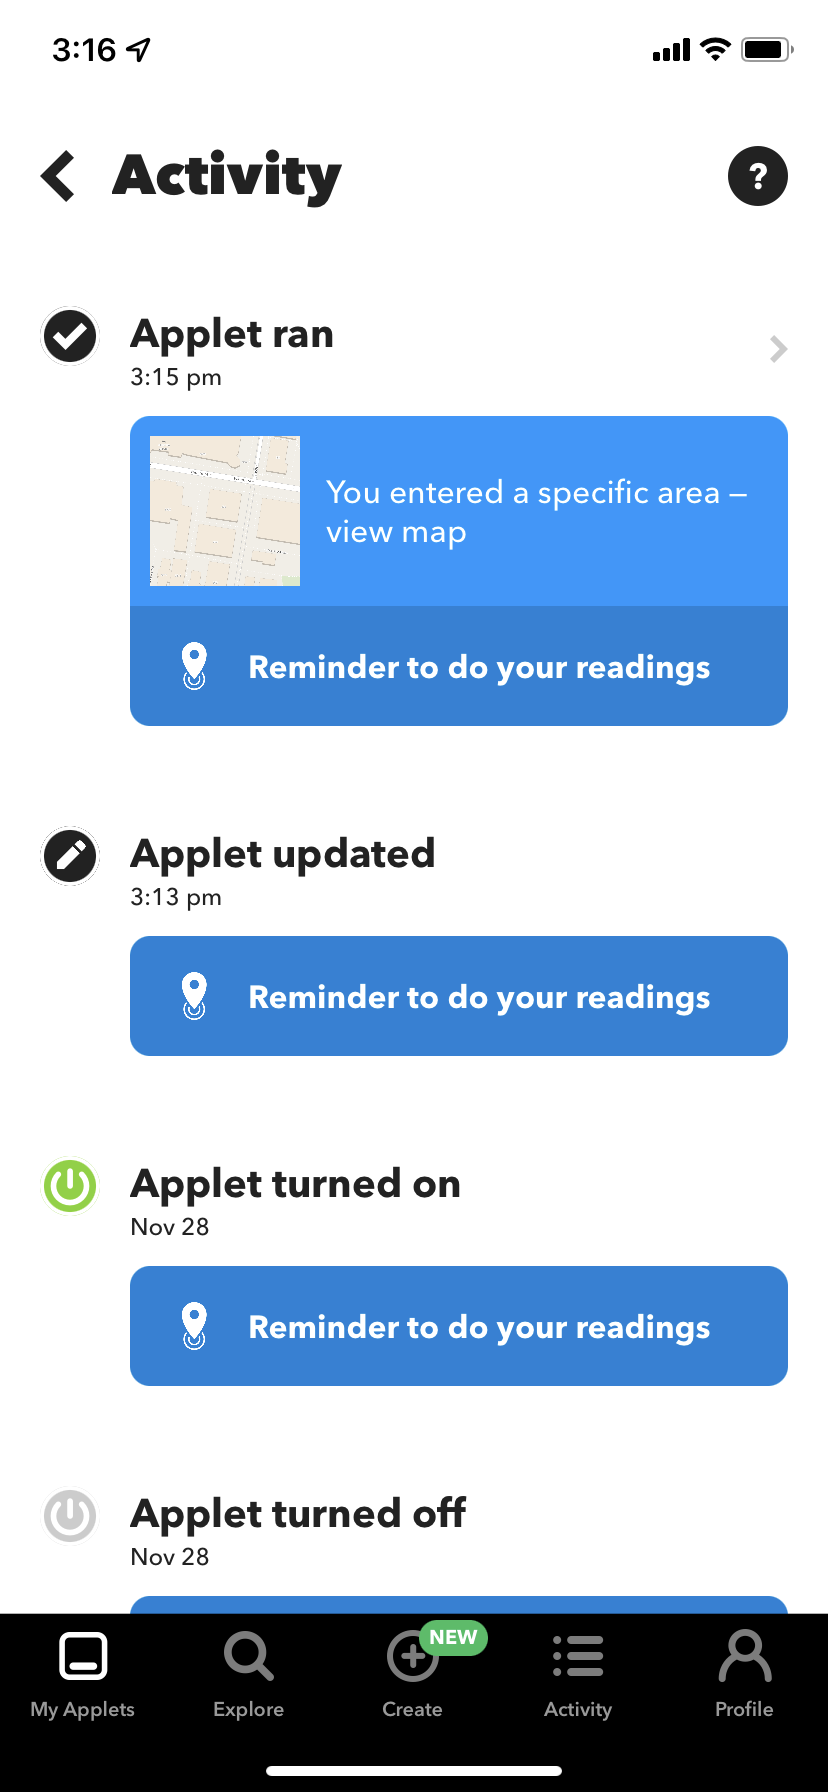 3:16
Activity
?
Applet ran
3:15 pm
You entered a specific area –
view map
Reminder to do your readings
Applet updated
3:13 pm
Reminder to do your readings
Applet turned on
Nov 28
Reminder to do your readings
Applet turned off
Nov 28
NEW
My Applets
Explore
Create
Activity
Profile